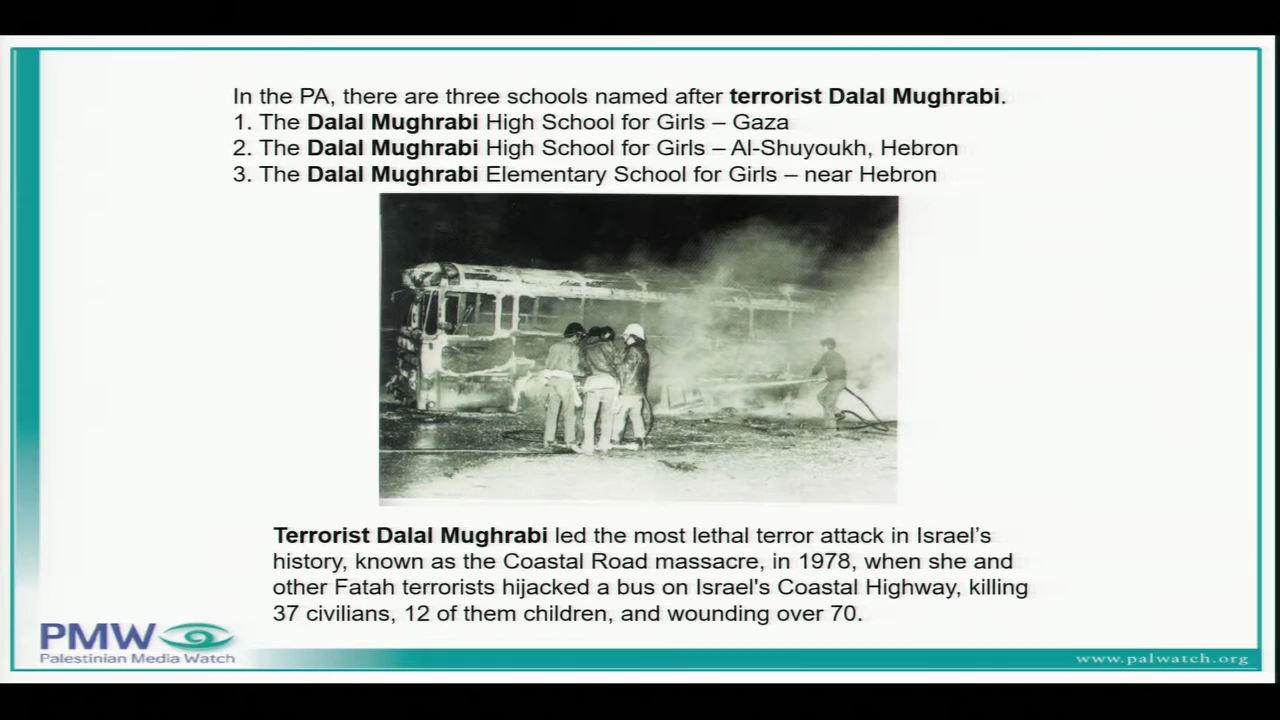 In the PA, there are three schools named after terrorist Dalal Mughrabi.
1. The Dalal Mughrabi High School for Girls – Gaza
2. The Dalal Mughrabi High School for Girls – Al-Shuyoukh, Hebron
3. The Dalal Mughrabi Elementary School for Girls – near Hebron
Terrorist Dalal Mughrabi led the most lethal terror attack in Israel’s
history, known as the Coastal Road massacre, in 1978, when she and
other Fatah terrorists hijacked a bus on Israel's Coastal Highway, killing
37 civilians, 12 of them children, and wounding over 70.
PMW
Palestinian Media Watch
www.palwatch.org